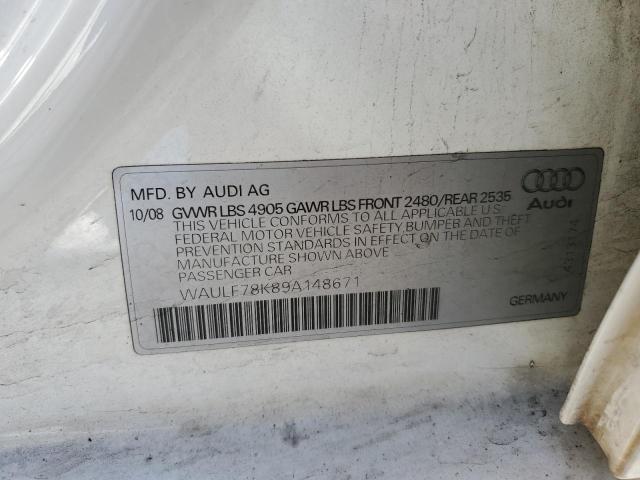 MFD. BY AUDI AG
10/08 GVWR LBS 4905 GAWR LBS FRONT 2480/REAR 2535
THIS VEHICLE CONFORMS TO ALL APPLICABLE U.S.
FEDERAL MOTOR VEHICLE SAFETY, BUMPER AND THEFT
PREVENTION STANDARDS IN EFFECT ON THE DATE OF
MANUFACTURE SHOWN ABOVE
PASSENGER CAR
WAULF78K89A148671
Audi
4313174
GERMANY